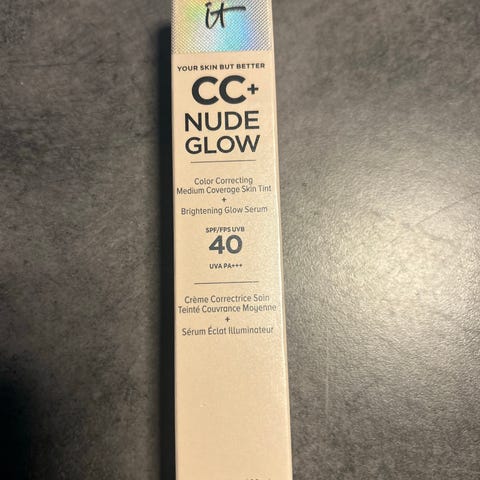 it
YOUR SKIN BUT BETTER
CC+
NUDE
GLOW
Color Correcting
Medium Coverage Skin Tint
+
Brightening Glow Serum
SPF/FPS UVB
40
UVA PA+++
Crème Correctrice Soin
Teinté Couvrance Moyenne
+
Sérum Éclat Illuminateur